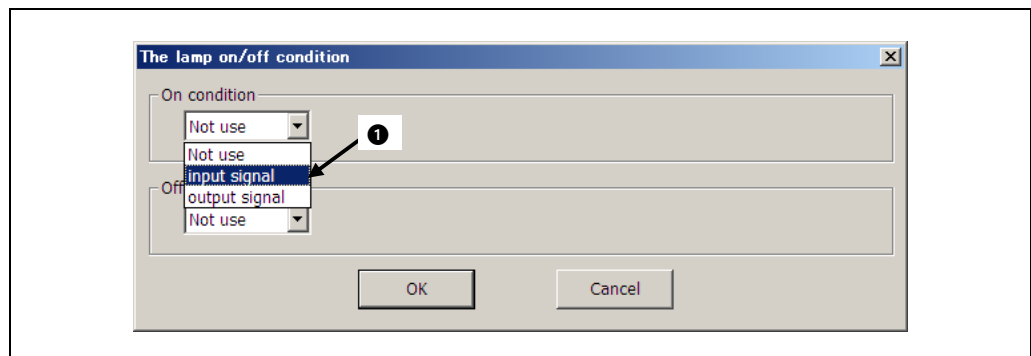 The lamp on/off condition
On condition
Not use
❶
Not use
input signal
Off
output signal
Not use
OK Cancel